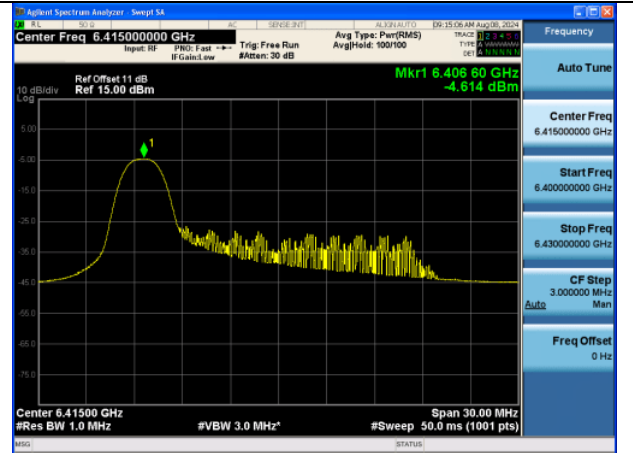 Agilent Spectrum Analyzer - Swept SA
RL 50 Ω AC SENSE:INT ALIGNAUTO 09:15:06 AM Aug 08, 2024
Center Freq 6.415000000 GHz
Input: RF PNO: Fast Trig: Free Run Avg Type: Pwr(RMS) TRACE 1 2 3 4 5 6
IFGain:Low #Atten: 30 dB Avg|Hold: 100/100 TYPE A WWWWW
DET A N N N N N
Ref Offset 11 dB
Ref 15.00 dBm
10 dB/div
Log
Mkr1 6.406 60 GHz
-4.614 dBm
1
5.00
-5.00
-15.0
-25.0
-35.0
-45.0
-55.0
-65.0
-75.0
Center 6.41500 GHz
#Res BW 1.0 MHz
#VBW 3.0 MHz*
Span 30.00 MHz
#Sweep 50.0 ms (1001 pts)
MSG
STATUS
Frequency
Auto Tune
Center Freq
6.415000000 GHz
Start Freq
6.400000000 GHz
Stop Freq
6.430000000 GHz
CF Step
3.000000 MHz
Auto Man
Freq Offset
0 Hz